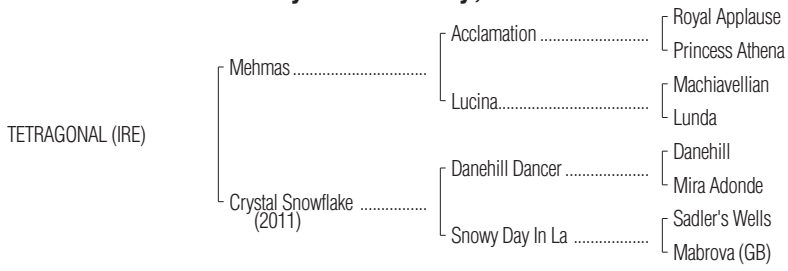 Royal Applause
Acclamation
Princess Athena
Mehmas
Machiavellian
Lucina
Lunda
TETRAGONAL (IRE)
Danehill
Danehill Dancer
Mira Adonde
Crystal Snowflake
(2011)
Sadler's Wells
Snowy Day In La
Mabrova (GB)